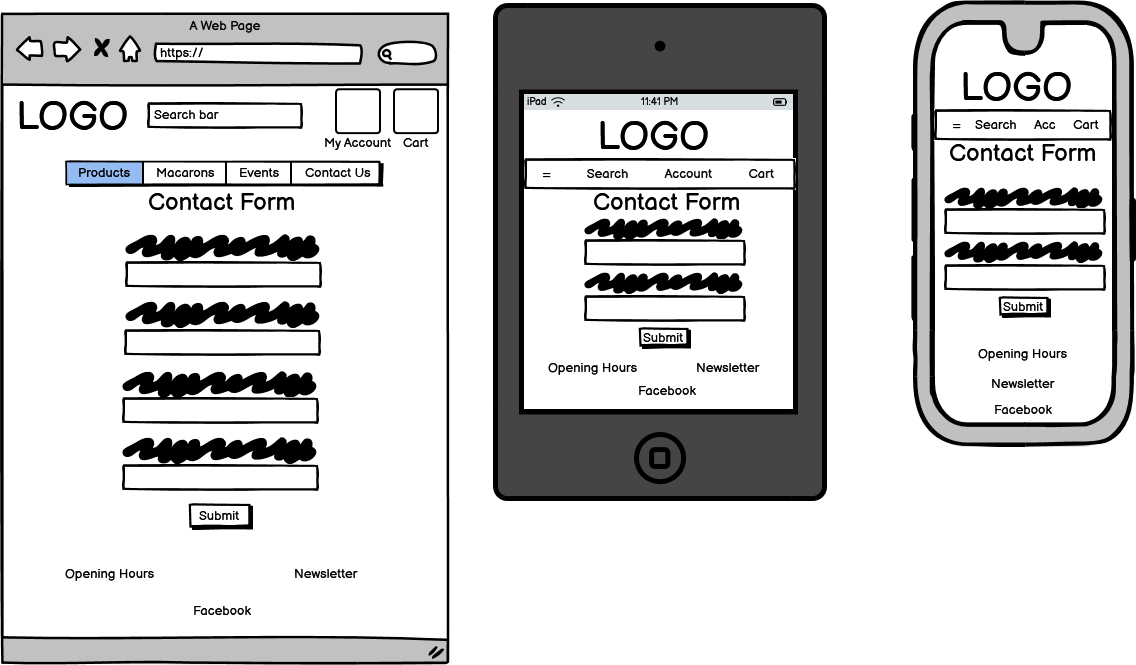 A Web Page
https://
LOGO
Search bar
My Account
Cart
Products
Macarons
Events
Contact Us
Contact Form
Submit
Opening Hours
Newsletter
Facebook
iPad
11:41 PM
LOGO
=
Search
Account
Cart
Contact Form
Submit
Opening Hours
Newsletter
Facebook
LOGO
=
Search
Acc
Cart
Contact Form
Submit
Opening Hours
Newsletter
Facebook